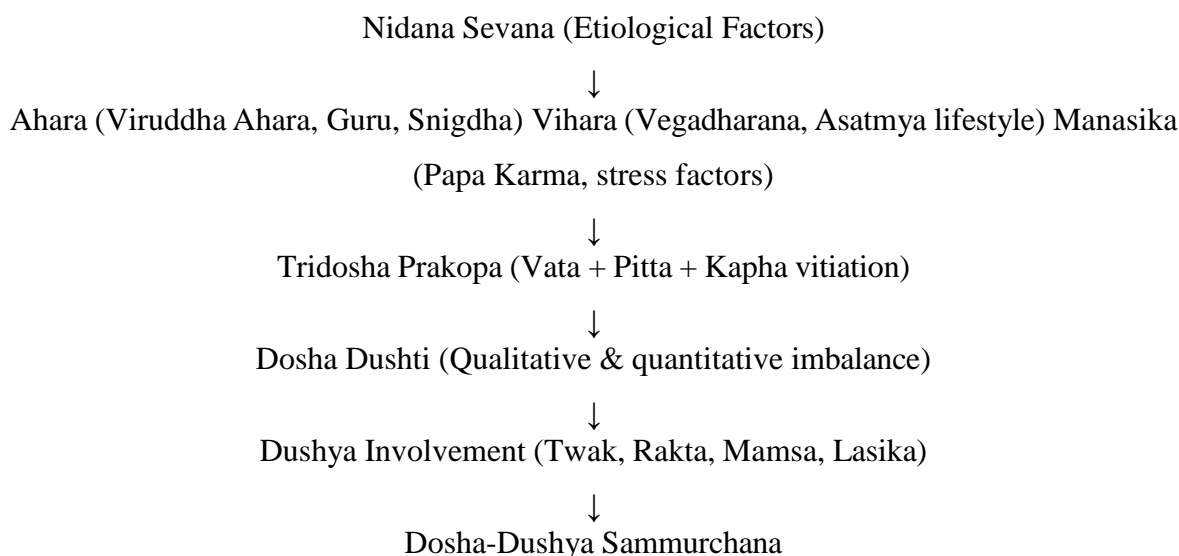 Nidana Sevana (Etiological Factors)
↓
Ahara (Viruddha Ahara, Guru, Snigdha) Vihara (Vegadharana, Asatmya lifestyle) Manasika
(Papa Karma, stress factors)
↓
Tridosha Prakopa (Vata + Pitta + Kapha vitiation)
↓
Dosha Dushti (Qualitative & quantitative imbalance)
↓
Dushya Involvement (Twak, Rakta, Mamsa, Lasika)
↓
Dosha-Dushya Sammurchana